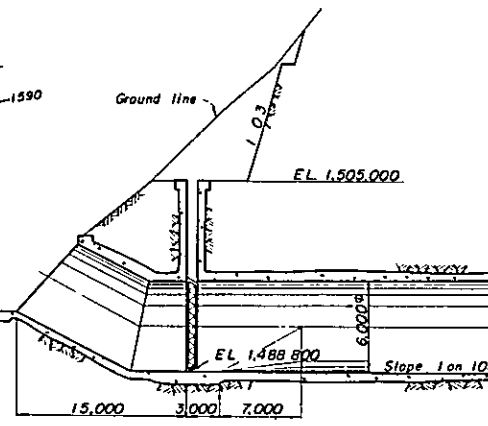 1590
Ground line
1 0.3
EL. 1,505.000
6,000φ
EL 1,488 800
Slope 1 on 10
15,000 3,000 7,000